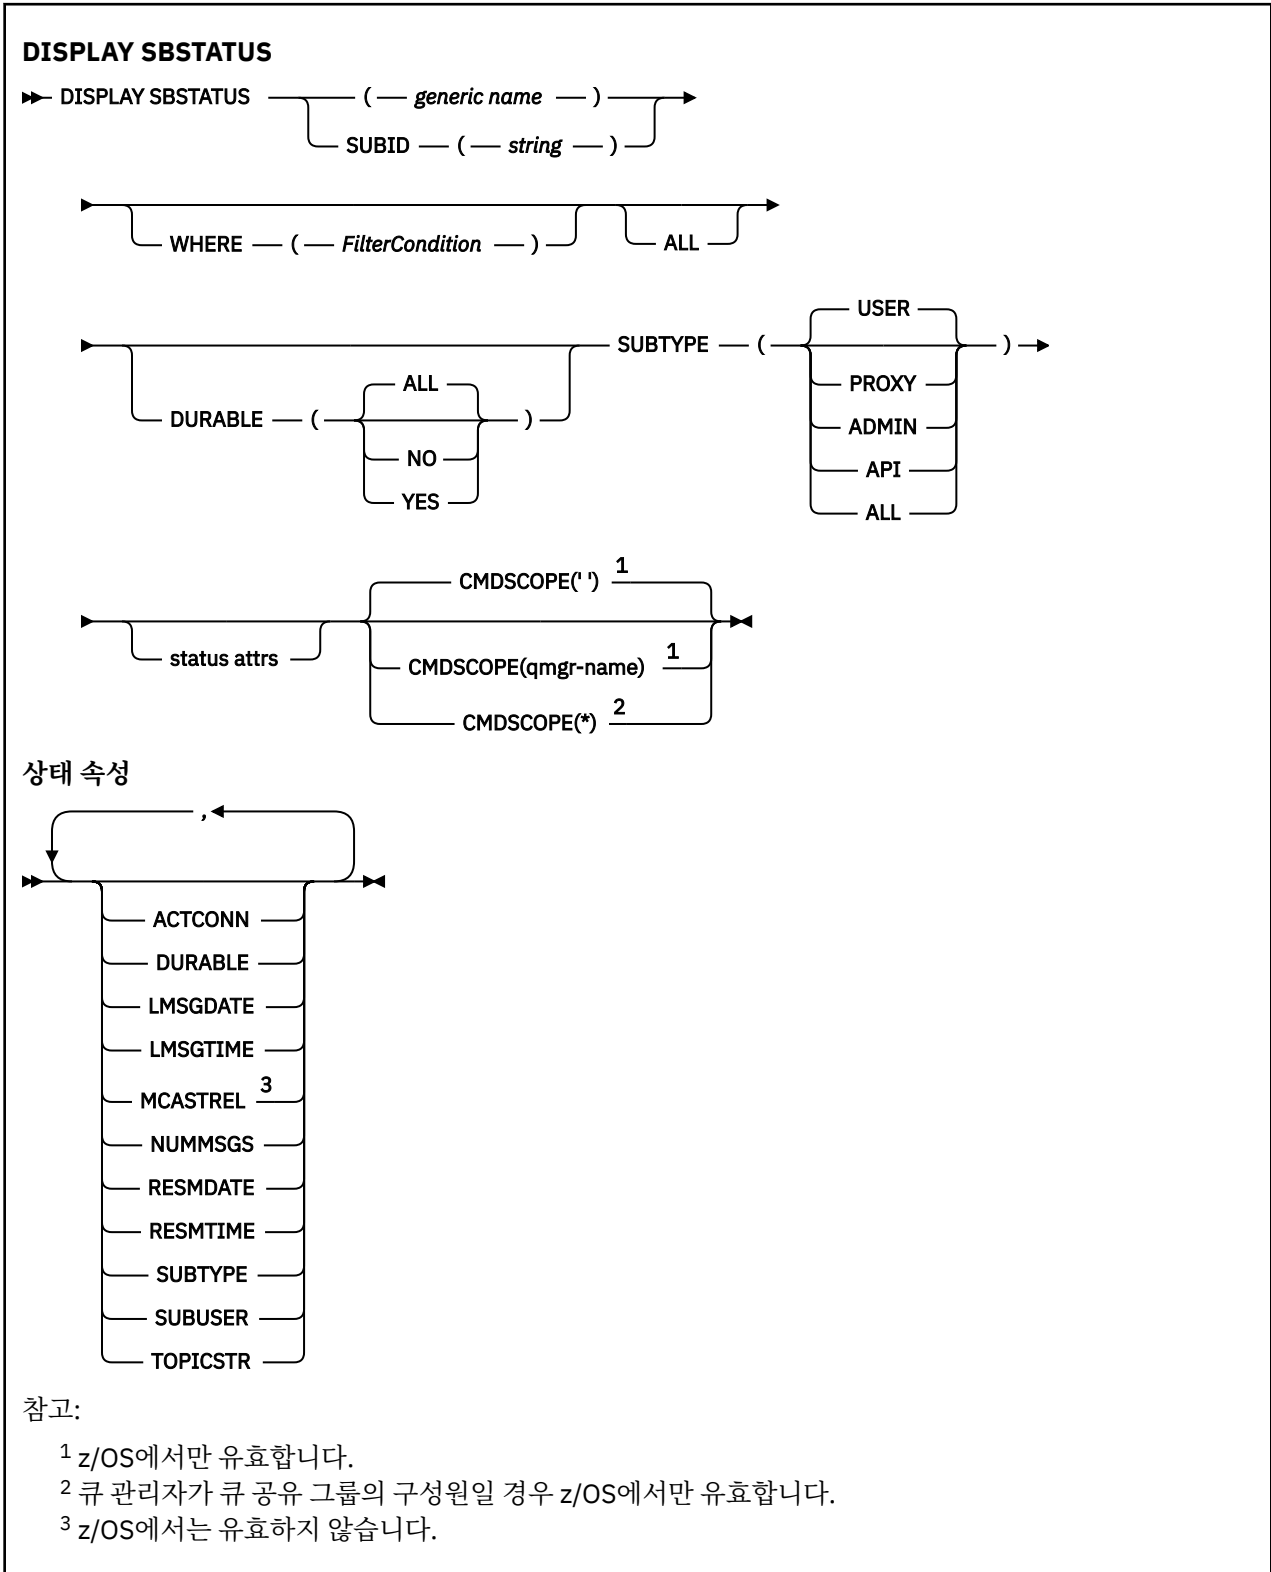 DISPLAY SBSTATUS
DISPLAY SBSTATUS ( generic name )
SUBID ( string )
WHERE ( FilterCondition ) ALL
DURABLE ( ALL NO YES ) SUBTYPE ( USER PROXY ADMIN API ALL )
status attrs
CMDSCOPE(' ') 1
CMDSCOPE(qmgr-name) 1
CMDSCOPE(*) 2
상태 속성
,
ACTCONN
DURABLE
LMSGDATE
LMSGTIME
MCASTREL 3
NUMMSGS
RESMDATE
RESMTIME
SUBTYPE
SUBUSER
TOPICSTR
참고:
1 z/OS에서만 유효합니다.
2 큐 관리자가 큐 공유 그룹의 구성원일 경우 z/OS에서만 유효합니다.
3 z/OS에서는 유효하지 않습니다.